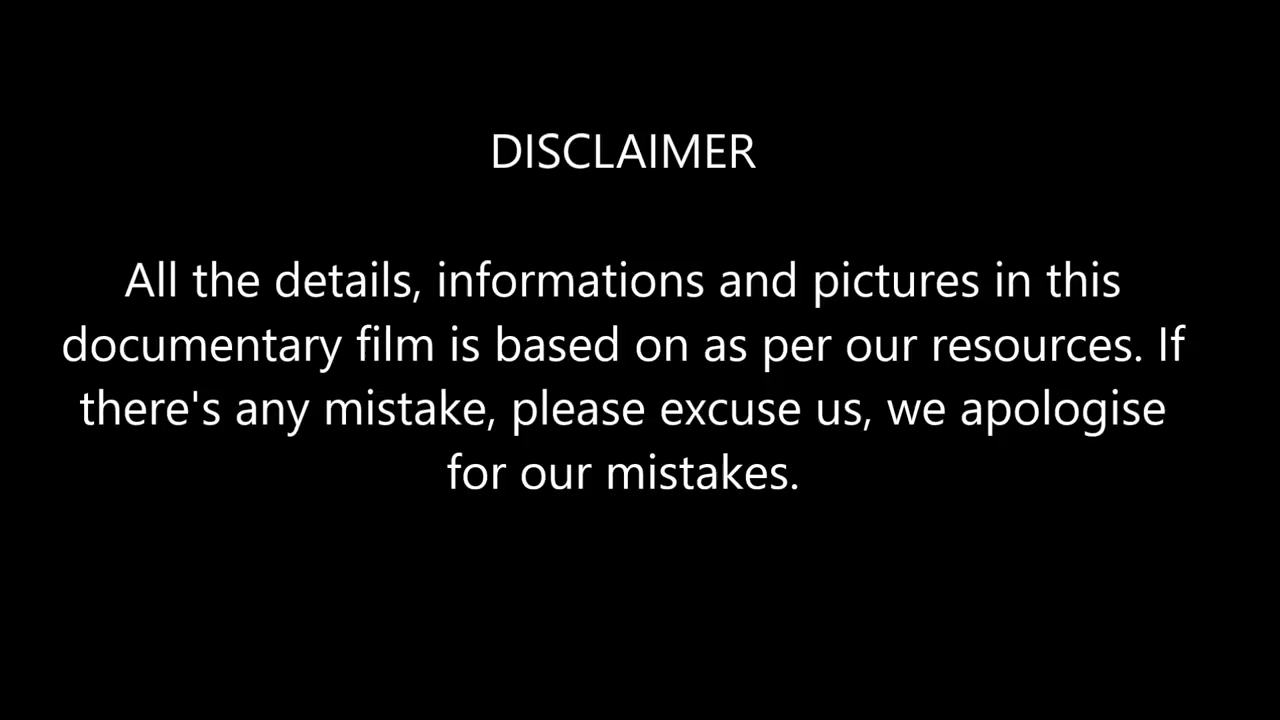 DISCLAIMER
All the details, informations and pictures in this
documentary film is based on as per our resources. If
there's any mistake, please excuse us, we apologise
for our mistakes.